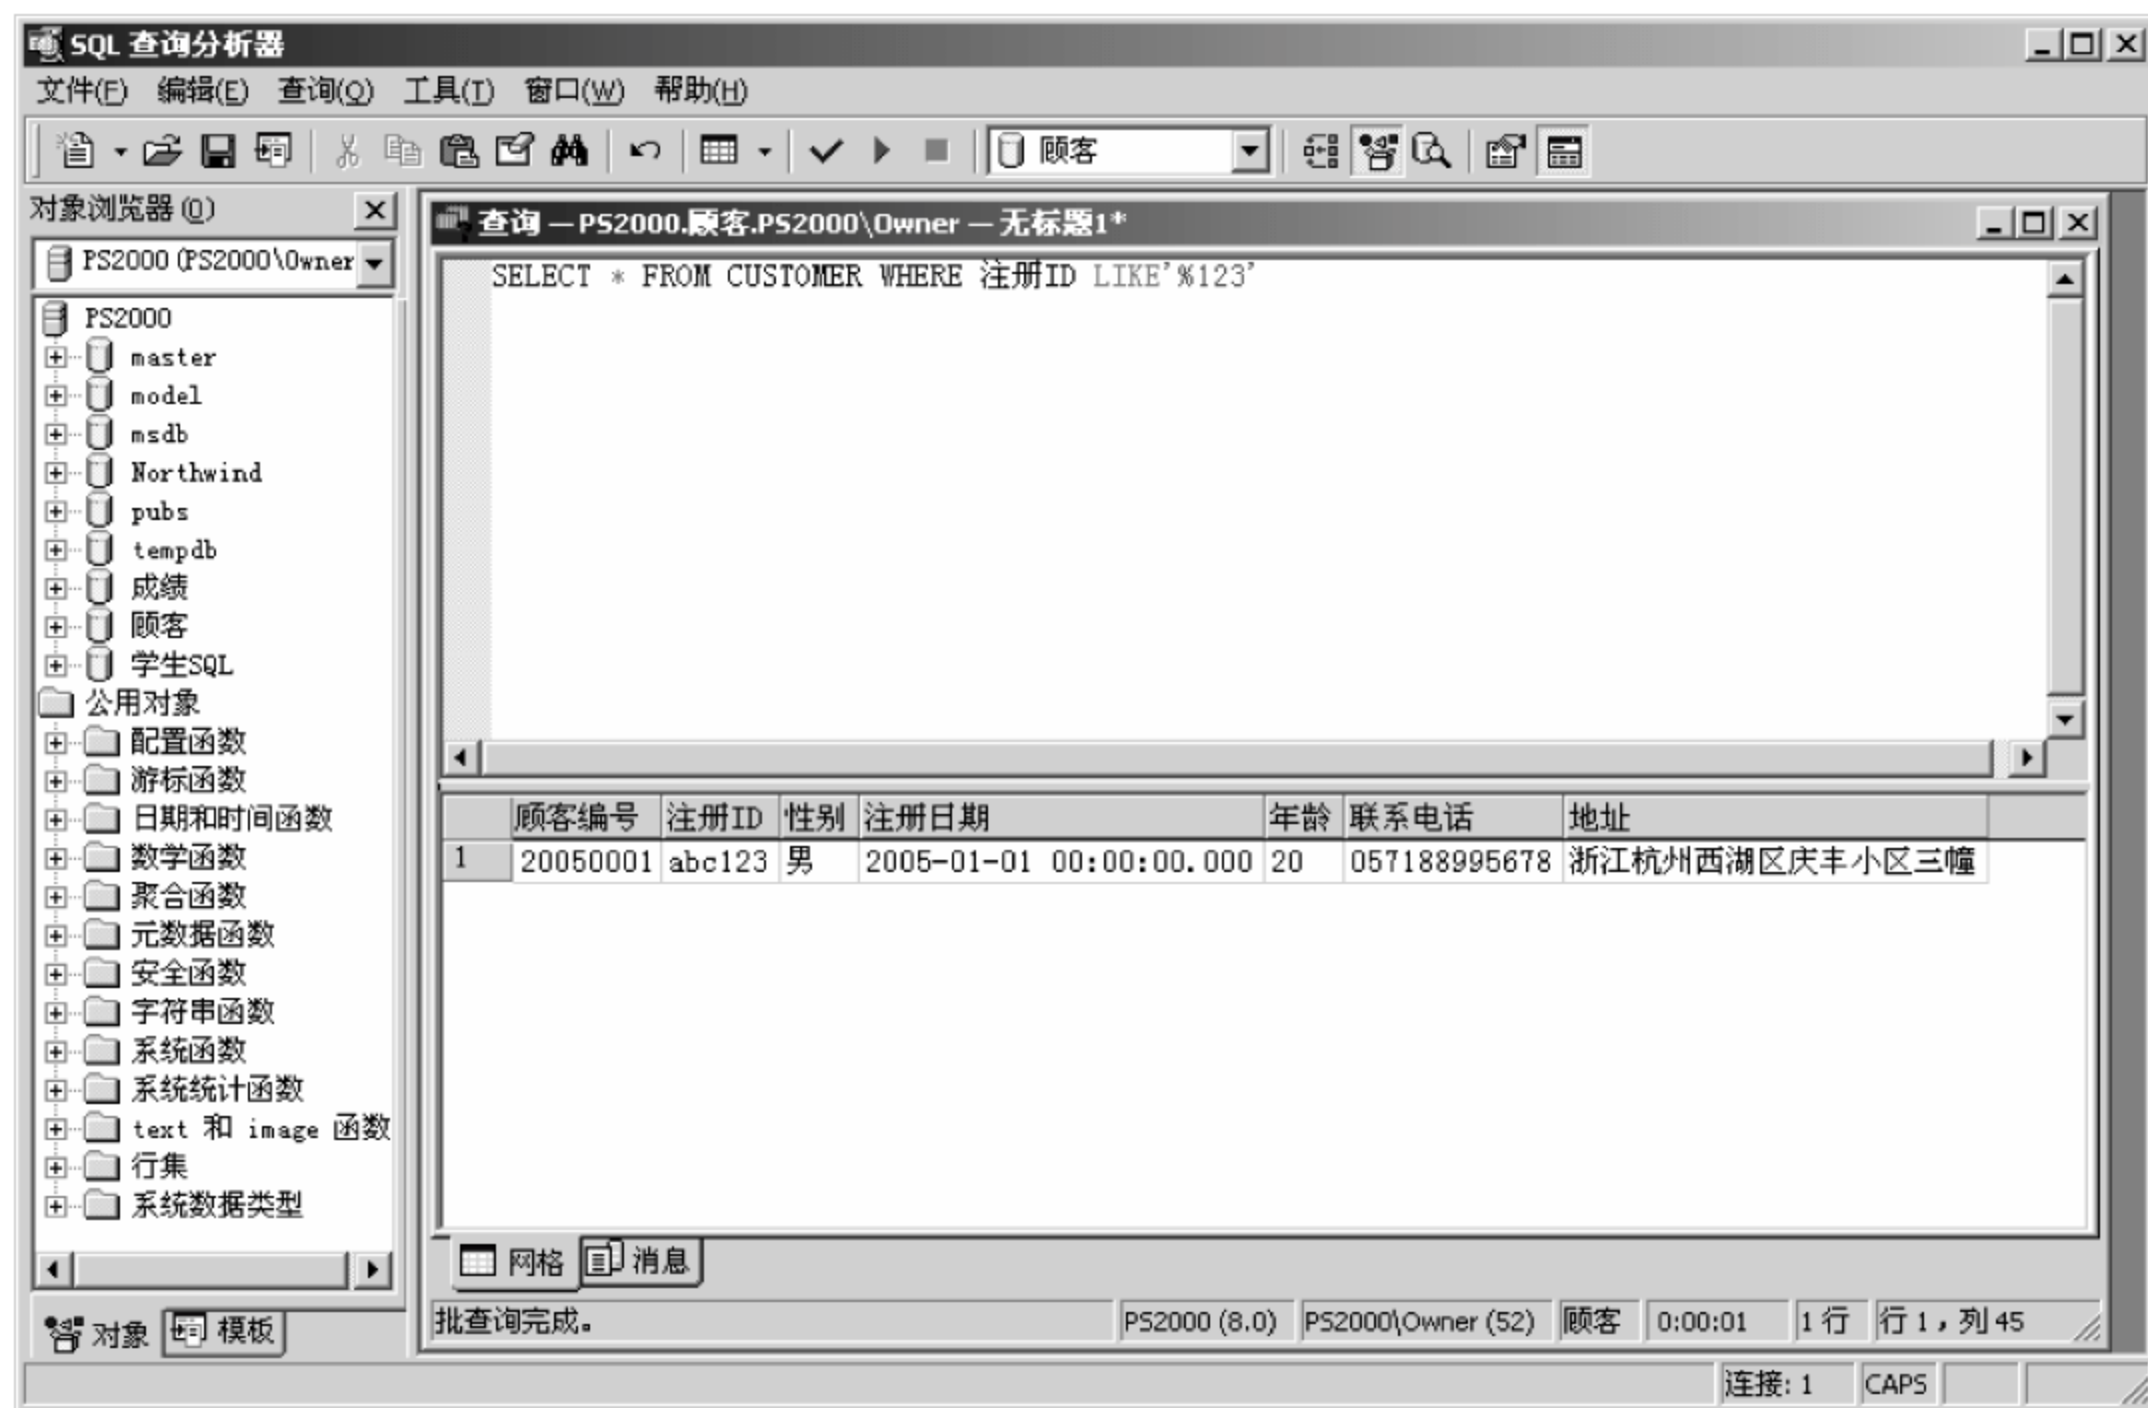 SQL 查询分析器
文件(F) 编辑(E) 查询(Q) 工具(T) 窗口(W) 帮助(H)
顾客
对象浏览器(O)
PS2000 (PS2000\Owner
PS2000
master
model
msdb
Northwind
pubs
tempdb
成绩
顾客
学生SQL
公用对象
配置函数
游标函数
日期和时间函数
数学函数
聚合函数
元数据函数
安全函数
字符串函数
系统函数
系统统计函数
text 和 image 函数
行集
系统数据类型
对象 模板
查询 — PS2000.顾客.PS2000\Owner — 无标题1*
SELECT * FROM CUSTOMER WHERE 注册ID LIKE'%123'
顾客编号 注册ID 性别 注册日期 年龄 联系电话 地址
1 20050001 abc123 男 2005-01-01 00:00:00.000 20 057188995678 浙江杭州西湖区庆丰小区三幢
网格 消息
批查询完成。 PS2000 (8.0) PS2000\Owner (52) 顾客 0:00:01 1 行 行 1，列 45
连接: 1 CAPS